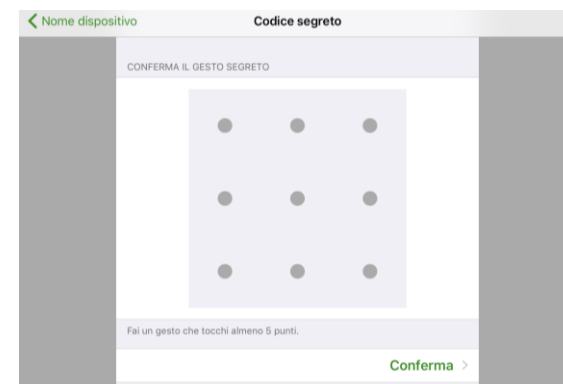 Nome dispositivo
Codice segreto
CONFERMA IL GESTO SEGRETO
Fai un gesto che tocchi almeno 5 punti.
Conferma